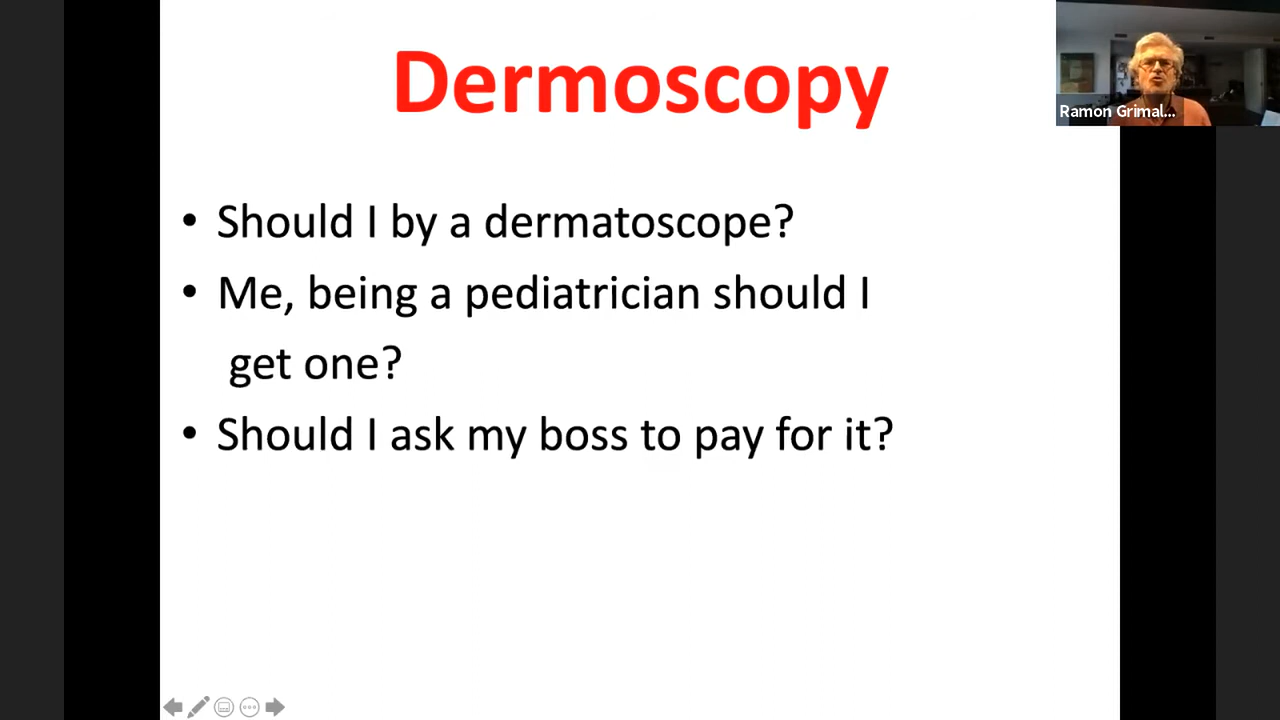 Dermoscopy
Ramon Grimal...
• Should I by a dermatoscope?
• Me, being a pediatrician should I
get one?
• Should I ask my boss to pay for it?